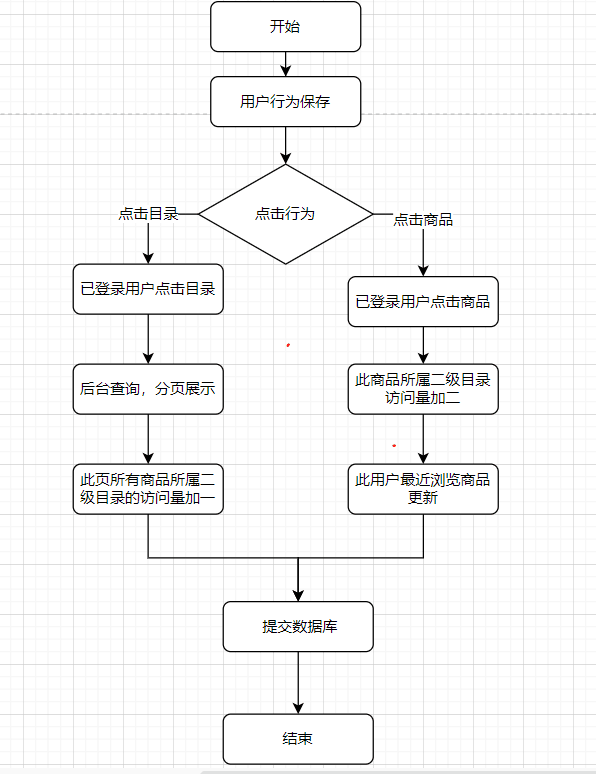 开始
用户行为保存
点击行为
点击目录
点击商品
已登录用户点击目录
已登录用户点击商品
后台查询，分页展示
此商品所属二级目录
访问量加二
此页所有商品所属二
级目录的访问量加一
此用户最近浏览商品
更新
提交数据库
结束